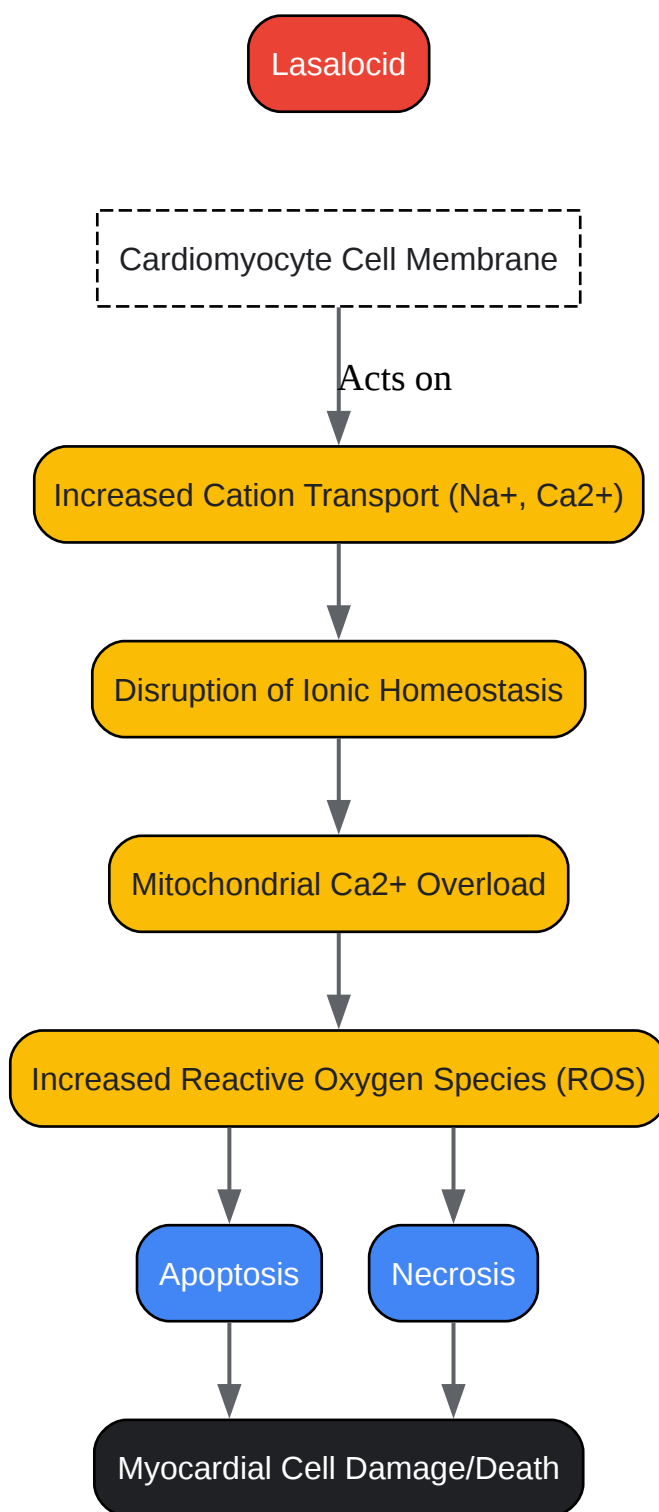 Lasalocid
Cardiomyocyte Cell Membrane
Acts on
Increased Cation Transport (Na+, Ca2+)
Disruption of Ionic Homeostasis
Mitochondrial Ca2+ Overload
Increased Reactive Oxygen Species (ROS)
Apoptosis
Necrosis
Myocardial Cell Damage/Death